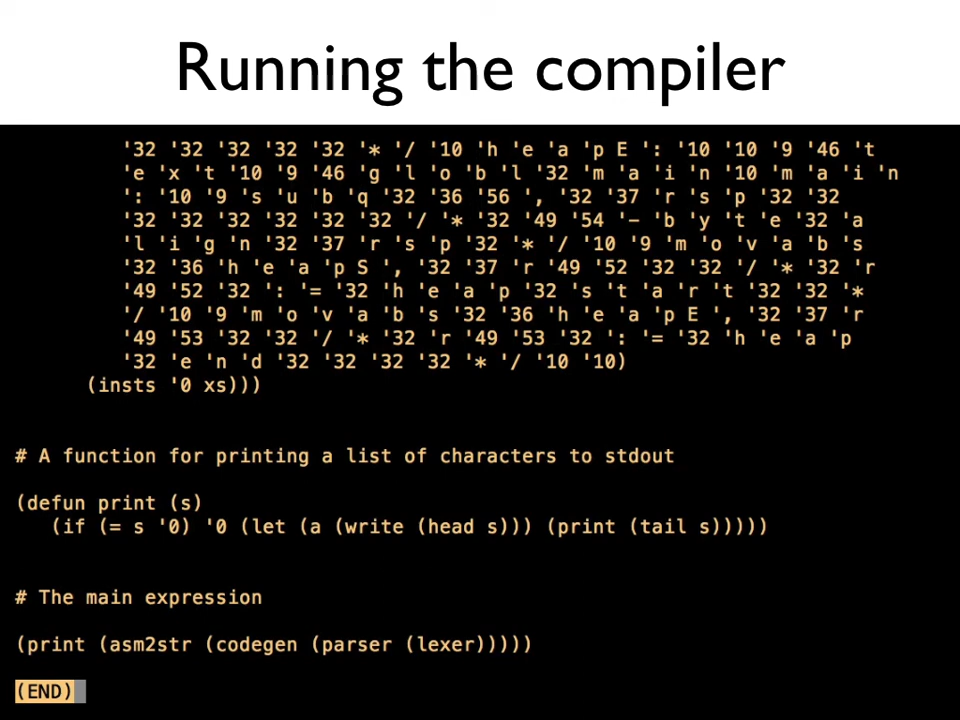 Running the compiler
'32 '32 '32 '32 '32 '* '/ '10 'h 'e 'a 'p E ': '10 '10 '9 '46 't
'e 'x 't '10 '9 '46 'g 'l 'o 'b 'l '32 'm 'a 'i 'n '10 'm 'a 'i 'n
': '10 '9 's 'u 'b 'q '32 '36 '56 ', '32 '37 'r 's 'p '32 '32
'32 '32 '32 '32 '32 '32 '/ '* '32 '49 '54 '- 'b 'y 't 'e '32 'a
'l 'i 'g 'n '32 '37 'r 's 'p '32 '* '/ '10 '9 'm 'o 'v 'a 'b 's
'32 '36 'h 'e 'a 'p S ', '32 '37 'r '49 '52 '32 '32 '/ '* '32 'r
'49 '52 '32 ': '= '32 'h 'e 'a 'p '32 's 't 'a 'r 't '32 '32 '*
'/ '10 '9 'm 'o 'v 'a 'b 's '32 '36 'h 'e 'a 'p E ', '32 '37 'r
'49 '53 '32 '32 '/ '* '32 'r '49 '53 '32 ': '= '32 'h 'e 'a 'p
'32 'e 'n 'd '32 '32 '32 '32 '* '/ '10 '10)
(insts '0 xs)))
# A function for printing a list of characters to stdout
(defun print (s)
(if (= s '0) '0 (let (a (write (head s))) (print (tail s)))))
# The main expression
(print (asm2str (codegen (parser (lexer)))))
(END)